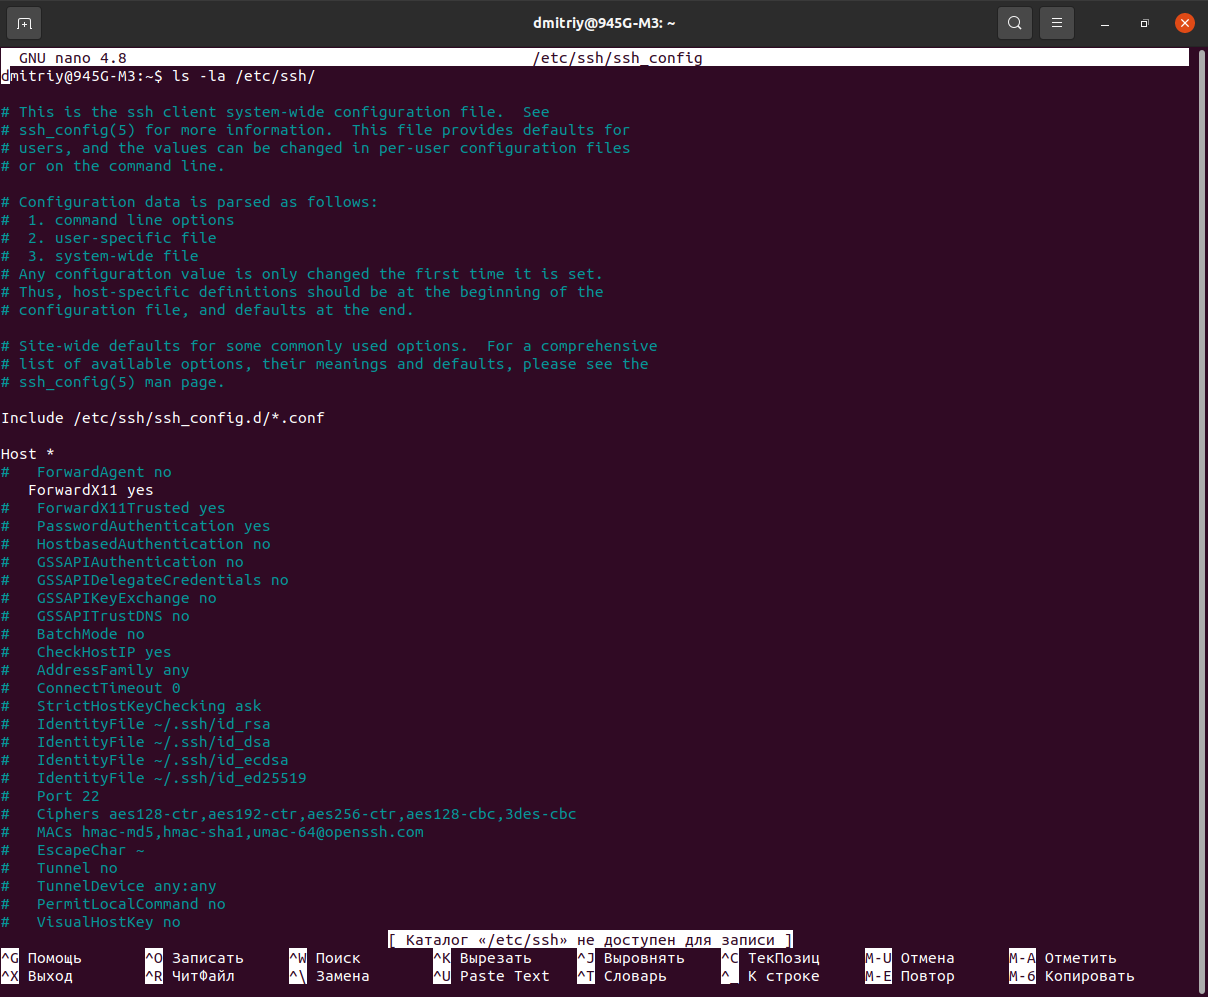 dmitriy@945G-M3: ~
GNU nano 4.8 /etc/ssh/ssh_config
dmitriy@945G-M3:~$ ls -la /etc/ssh/
# This is the ssh client system-wide configuration file.  See
# ssh_config(5) for more information.  This file provides defaults for
# users, and the values can be changed in per-user configuration files
# or on the command line.
# Configuration data is parsed as follows:
#  1. command line options
#  2. user-specific file
#  3. system-wide file
# Any configuration value is only changed the first time it is set.
# Thus, host-specific definitions should be at the beginning of the
# configuration file, and defaults at the end.
# Site-wide defaults for some commonly used options.  For a comprehensive
# list of available options, their meanings and defaults, please see the
# ssh_config(5) man page.
Include /etc/ssh/ssh_config.d/*.conf
Host *
#   ForwardAgent no
   ForwardX11 yes
#   ForwardX11Trusted yes
#   PasswordAuthentication yes
#   HostbasedAuthentication no
#   GSSAPIAuthentication no
#   GSSAPIDelegateCredentials no
#   GSSAPIKeyExchange no
#   GSSAPITrustDNS no
#   BatchMode no
#   CheckHostIP yes
#   AddressFamily any
#   ConnectTimeout 0
#   StrictHostKeyChecking ask
#   IdentityFile ~/.ssh/id_rsa
#   IdentityFile ~/.ssh/id_dsa
#   IdentityFile ~/.ssh/id_ecdsa
#   IdentityFile ~/.ssh/id_ed25519
#   Port 22
#   Ciphers aes128-ctr,aes192-ctr,aes256-ctr,aes128-cbc,3des-cbc
#   MACs hmac-md5,hmac-sha1,umac-64@openssh.com
#   EscapeChar ~
#   Tunnel no
#   TunnelDevice any:any
#   PermitLocalCommand no
#   VisualHostKey no
[ Каталог «/etc/ssh» не доступен для записи ]
^G Помощь ^O Записать ^W Поиск ^K Вырезать ^J Выровнять ^C ТекПозиц M-U Отмена M-A Отметить
^X Выход ^R ЧитФайл ^\ Замена ^U Paste Text ^T Словарь ^_ К строке M-E Повтор M-6 Копировать